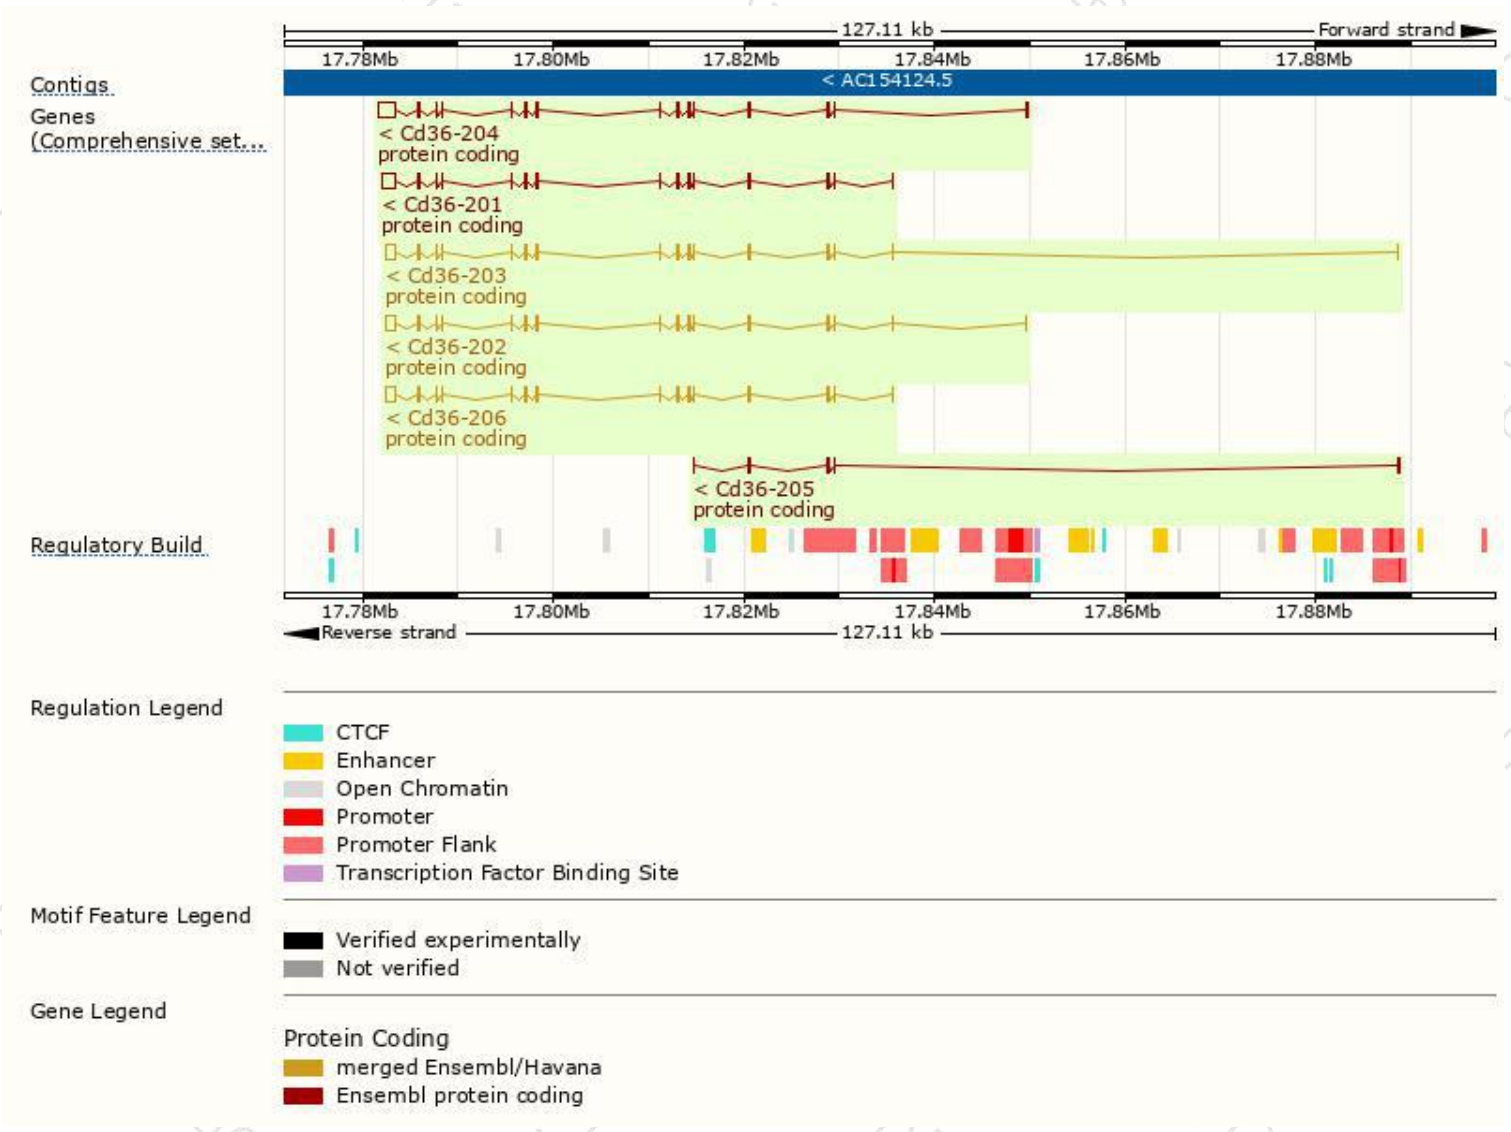 127.11 kb Forward strand
17.78Mb 17.80Mb 17.82Mb 17.84Mb 17.86Mb 17.88Mb
Contigs < AC154124.5
Genes
(Comprehensive set...
< Cd36-204
protein coding
< Cd36-201
protein coding
< Cd36-203
protein coding
< Cd36-202
protein coding
< Cd36-206
protein coding
< Cd36-205
protein coding
Regulatory Build
17.78Mb 17.80Mb 17.82Mb 17.84Mb 17.86Mb 17.88Mb
Reverse strand 127.11 kb
Regulation Legend
CTCF
Enhancer
Open Chromatin
Promoter
Promoter Flank
Transcription Factor Binding Site
Motif Feature Legend
Verified experimentally
Not verified
Gene Legend
Protein Coding
merged Ensembl/Havana
Ensembl protein coding